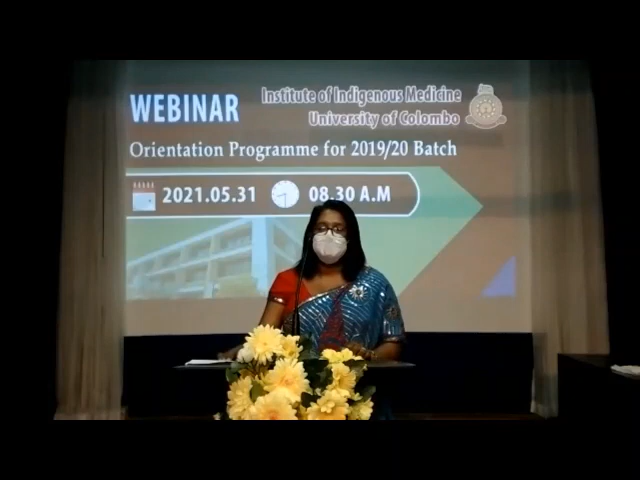 WEBINAR
Institute of Indigenous Medicine
University of Colombo
Orientation Programme for 2019/20 Batch
2021.05.31
08.30 A.M